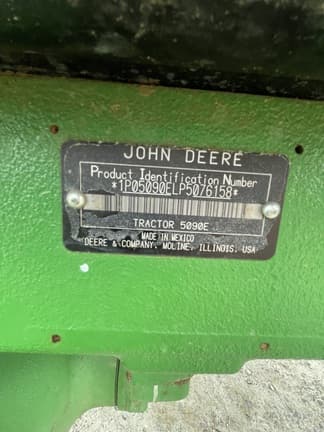 JOHN DEERE
Product Identification Number
*1P05090ELP5076158*
TRACTOR 5090E
MADE IN MEXICO
DEERE & COMPANY, MOLINE, ILLINOIS, USA